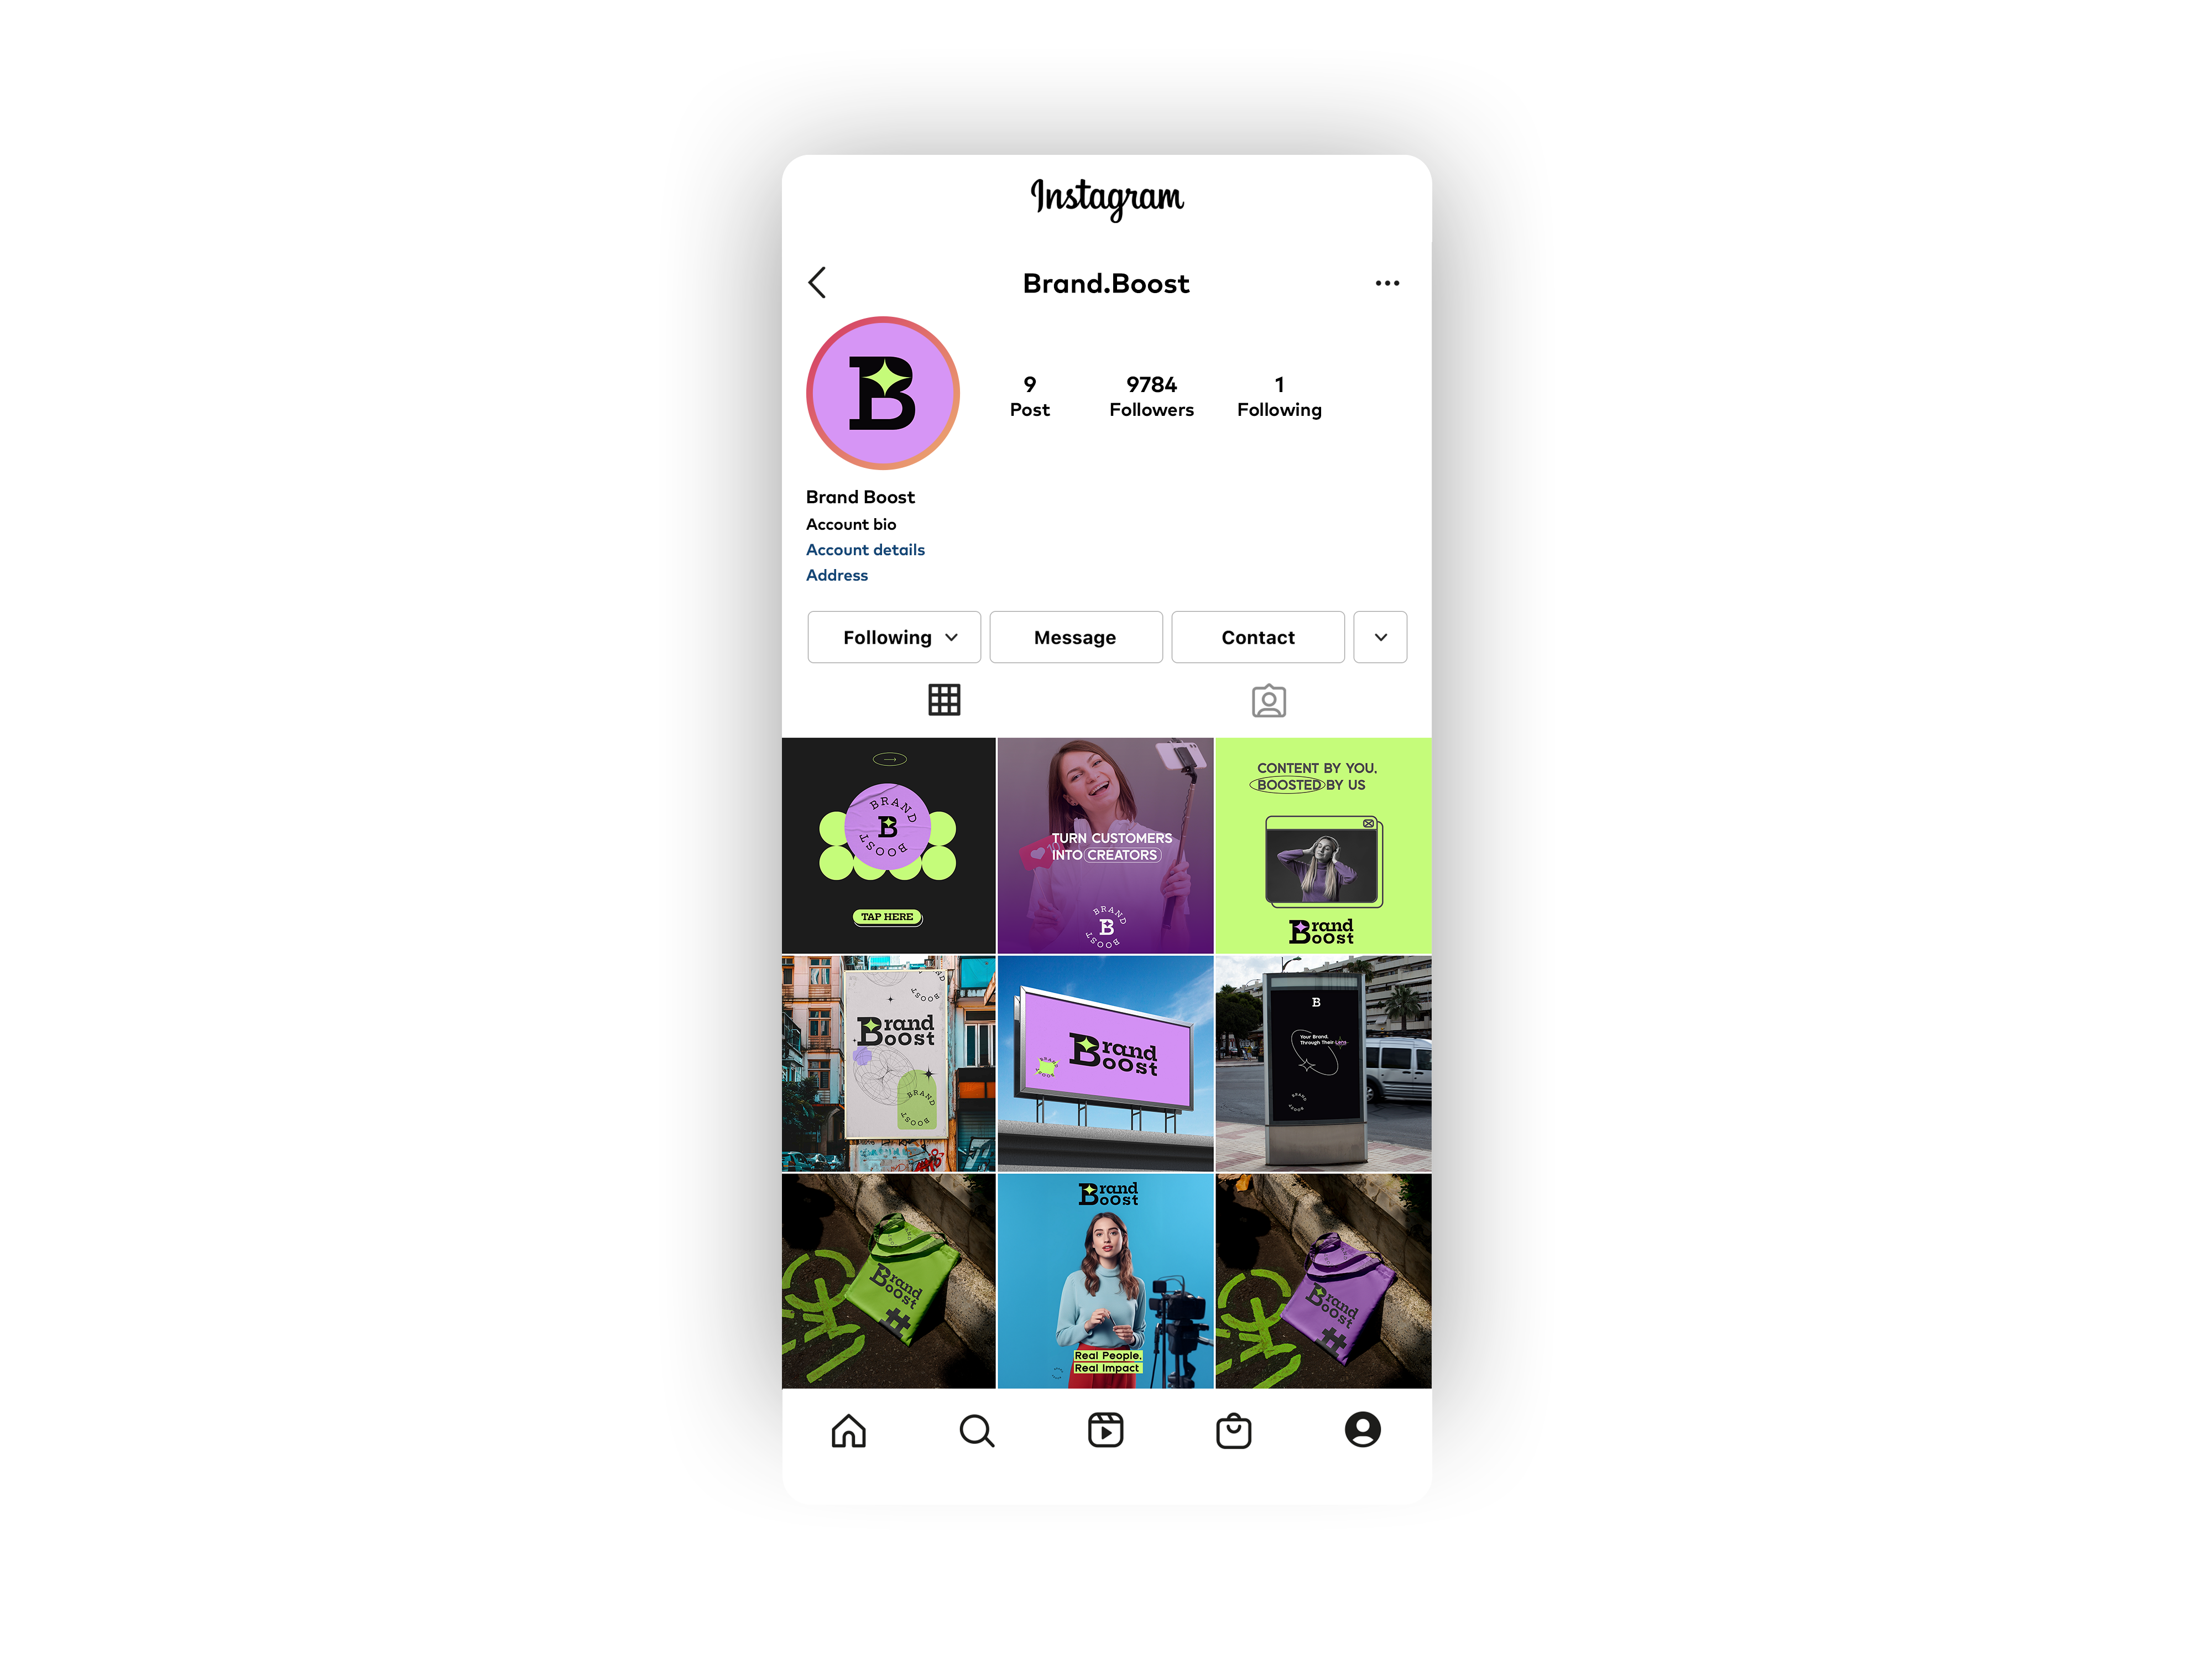 Instagram
Brand.Boost
9
Post
9784
Followers
1
Following
Brand Boost
Account bio
Account details
Address
Following
Message
Contact
BRAND
B
BOOST
TAP HERE
TURN CUSTOMERS
INTO CREATORS
BRAND
B
BOOST
CONTENT BY YOU,
BOOSTED BY US
Brand
BoOst
BOOST
Brand
BoOst
BRAND
BOOST
Brand
BoOst
B
Your Brand.
Through Their Lens.
BRAND
BOOST
Brand
BoOst
#
Brand
BoOst
Real People.
Real Impact
Brand
BoOst
#